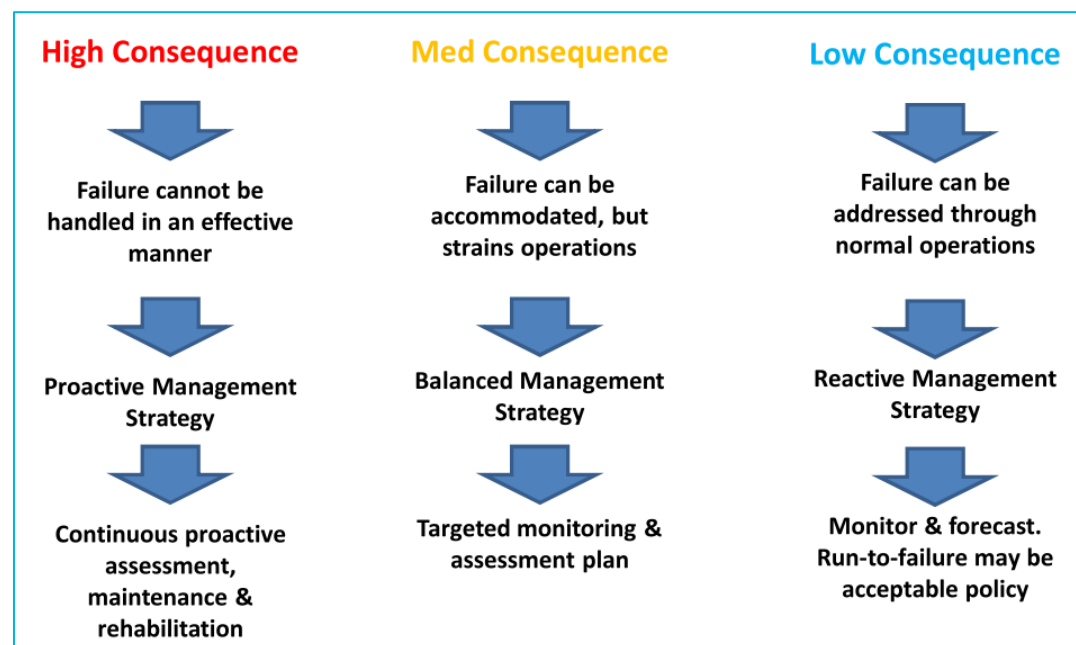 High Consequence
Med Consequence
Low Consequence
Failure cannot be
handled in an effective
manner
Failure can be
accommodated, but
strains operations
Failure can be
addressed through
normal operations
Proactive Management
Strategy
Balanced Management
Strategy
Reactive Management
Strategy
Continuous proactive
assessment,
maintenance &
rehabilitation
Targeted monitoring &
assessment plan
Monitor & forecast.
Run-to-failure may be
acceptable policy